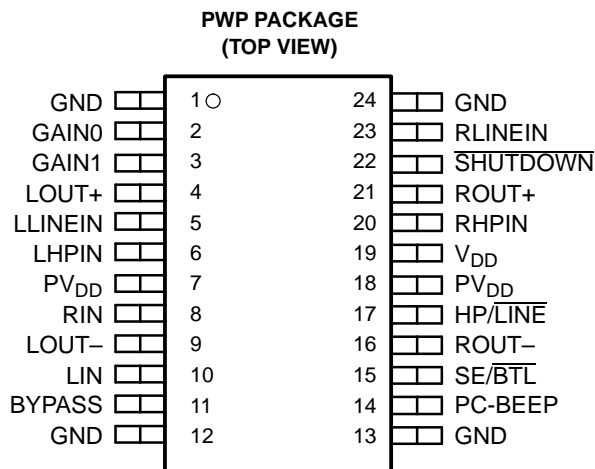 PWP PACKAGE
(TOP VIEW)
GND 1 24 GND
GAIN0 2 23 RLINEIN
GAIN1 3 22 SHUTDOWN
LOUT+ 4 21 ROUT+
LLINEIN 5 20 RHPIN
LHPIN 6 19 VDD
PVDD 7 18 PVDD
RIN 8 17 HP/LINE
LOUT– 9 16 ROUT–
LIN 10 15 SE/BTL
BYPASS 11 14 PC-BEEP
GND 12 13 GND